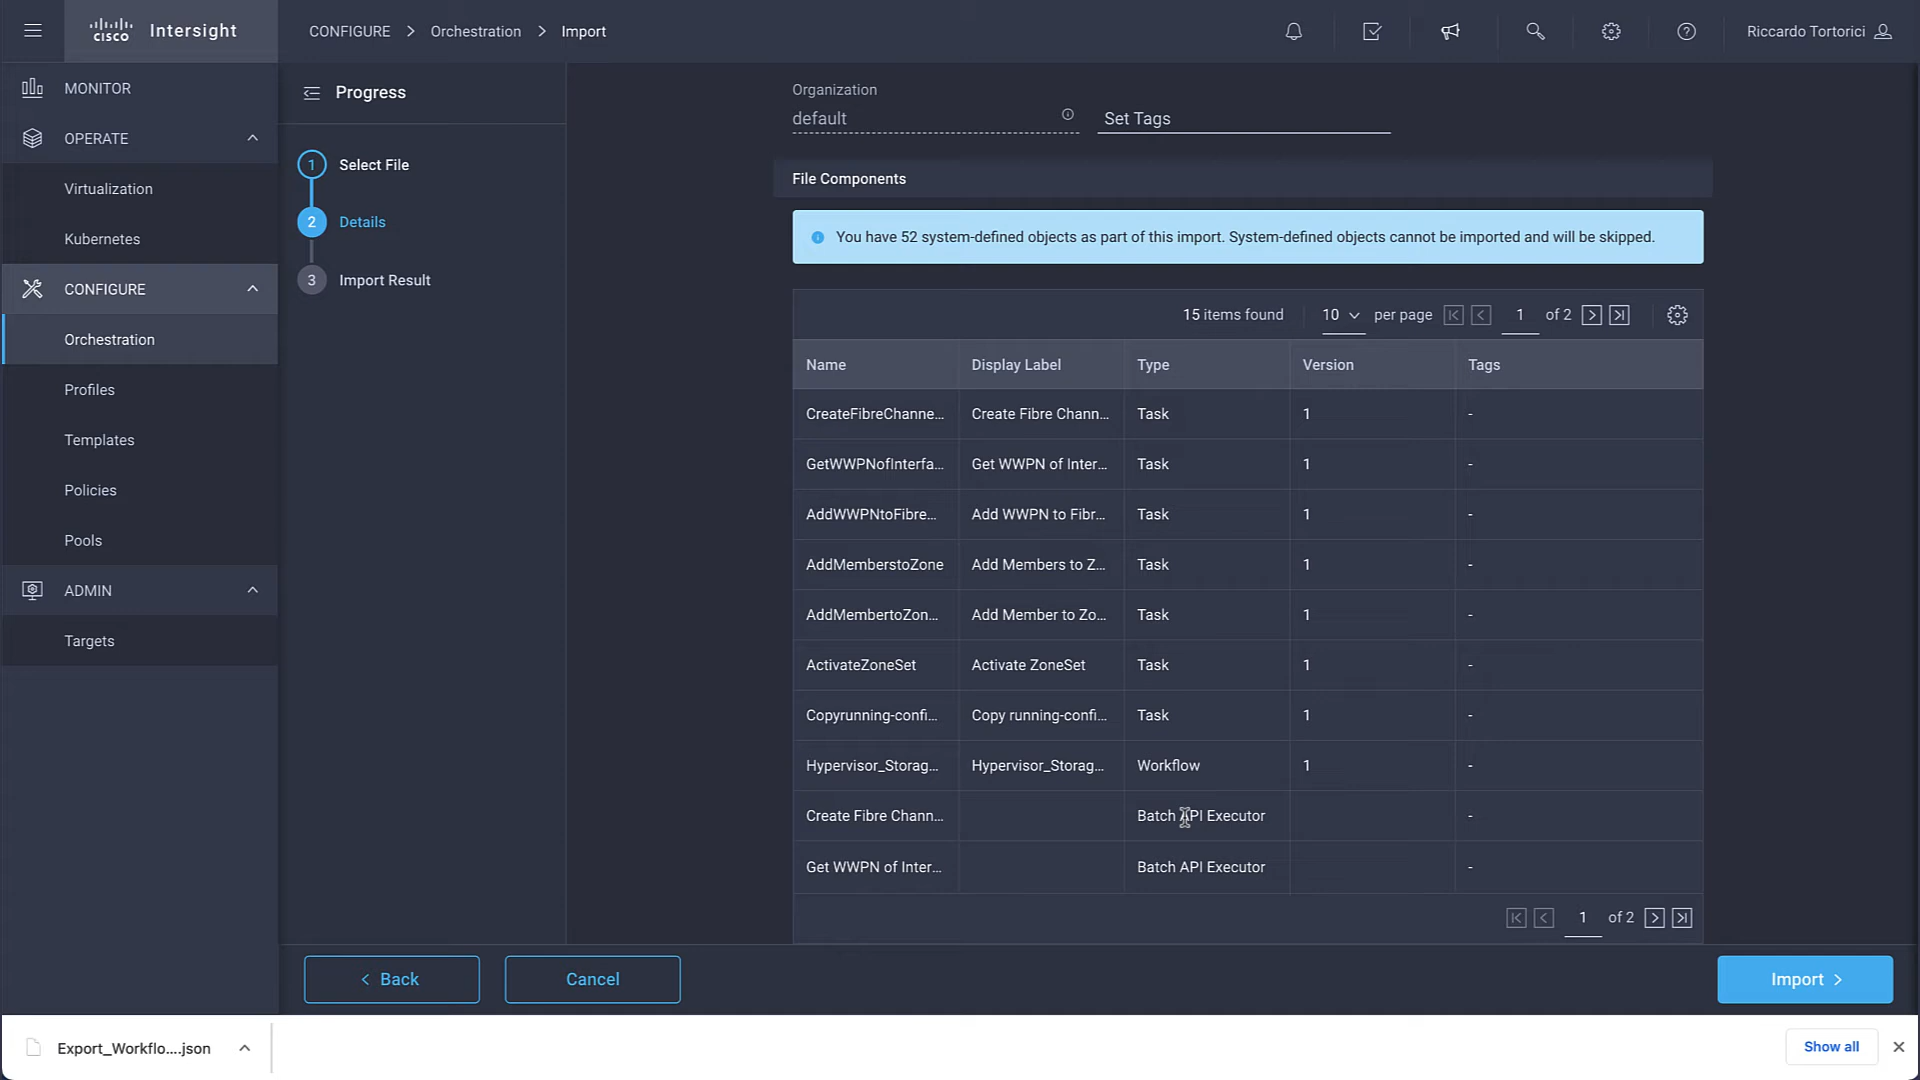 cisco Intersight
CONFIGURE > Orchestration > Import
Riccardo Tortorici
MONITOR
OPERATE
Virtualization
Kubernetes
CONFIGURE
Orchestration
Profiles
Templates
Policies
Pools
ADMIN
Targets
Progress
1 Select File
2 Details
3 Import Result
Organization
default
Set Tags
File Components
You have 52 system-defined objects as part of this import. System-defined objects cannot be imported and will be skipped.
15 items found 10 per page 1 of 2
Name Display Label Type Version Tags
CreateFibreChanne... Create Fibre Chann... Task 1 -
GetWWPNofInterfa... Get WWPN of Inter... Task 1 -
AddWWPNtoFibre... Add WWPN to Fibr... Task 1 -
AddMemberstoZone Add Members to Z... Task 1 -
AddMembertoZon... Add Member to Zo... Task 1 -
ActivateZoneSet Activate ZoneSet Task 1 -
Copyrunning-confi... Copy running-confi... Task 1 -
Hypervisor_Storag... Hypervisor_Storag... Workflow 1 -
Create Fibre Chann... Batch API Executor -
Get WWPN of Inter... Batch API Executor -
1 of 2
< Back
Cancel
Import >
Export_Workflo....json
Show all